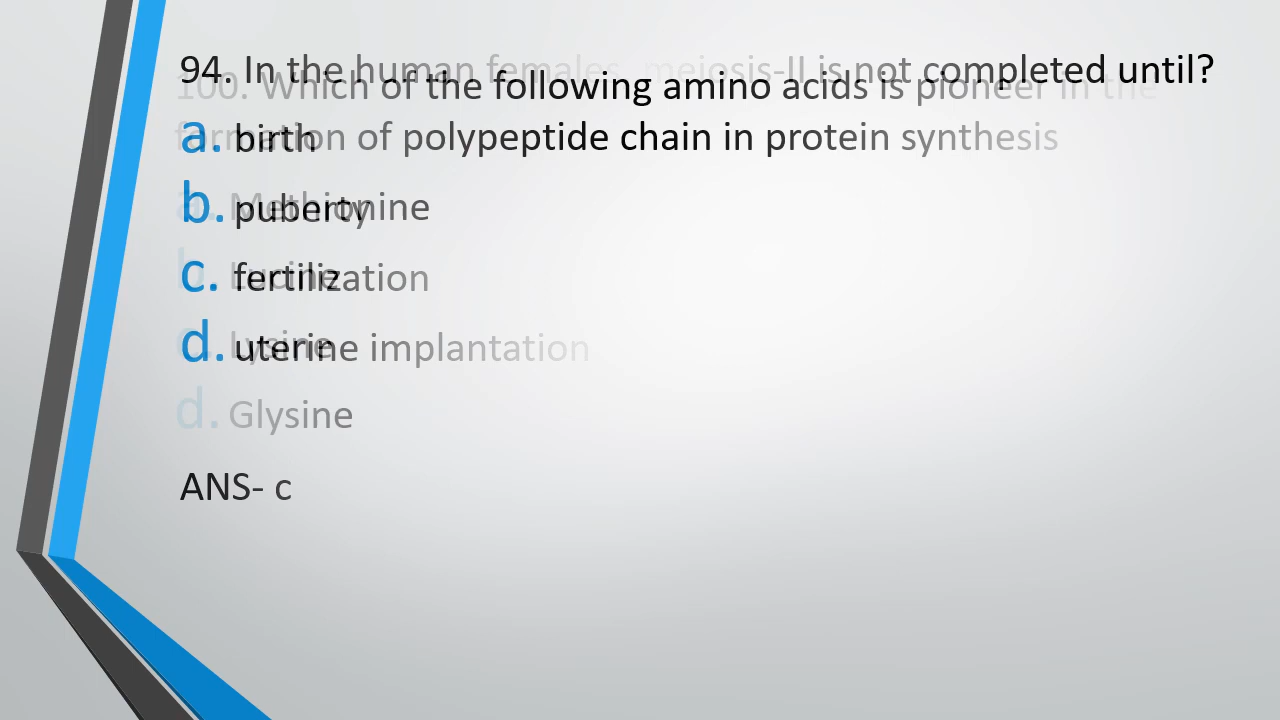 94. In the human females, meiosis-II is not completed until?
a. birth
b. puberty
c. fertilization
d. uterine implantation
ANS- c
100. Which of the following amino acids is pioneer in the
formation of polypeptide chain in protein synthesis
a. Methionine
b.
c. Lysine
d. Glysine